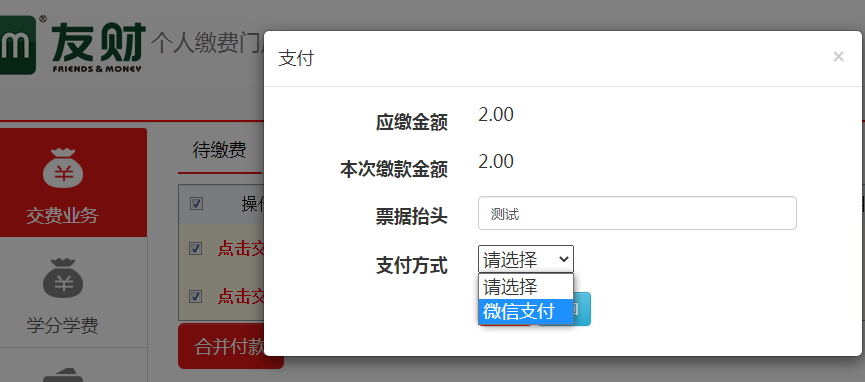 m® 友财
FRIENDS & MONEY
个人缴费门
支付 ×
应缴金额 2.00
本次缴款金额 2.00
票据抬头 测试
支付方式 请选择
请选择
微信支付
待缴费
交费业务
点击交
点击交
学分学费
合并付款